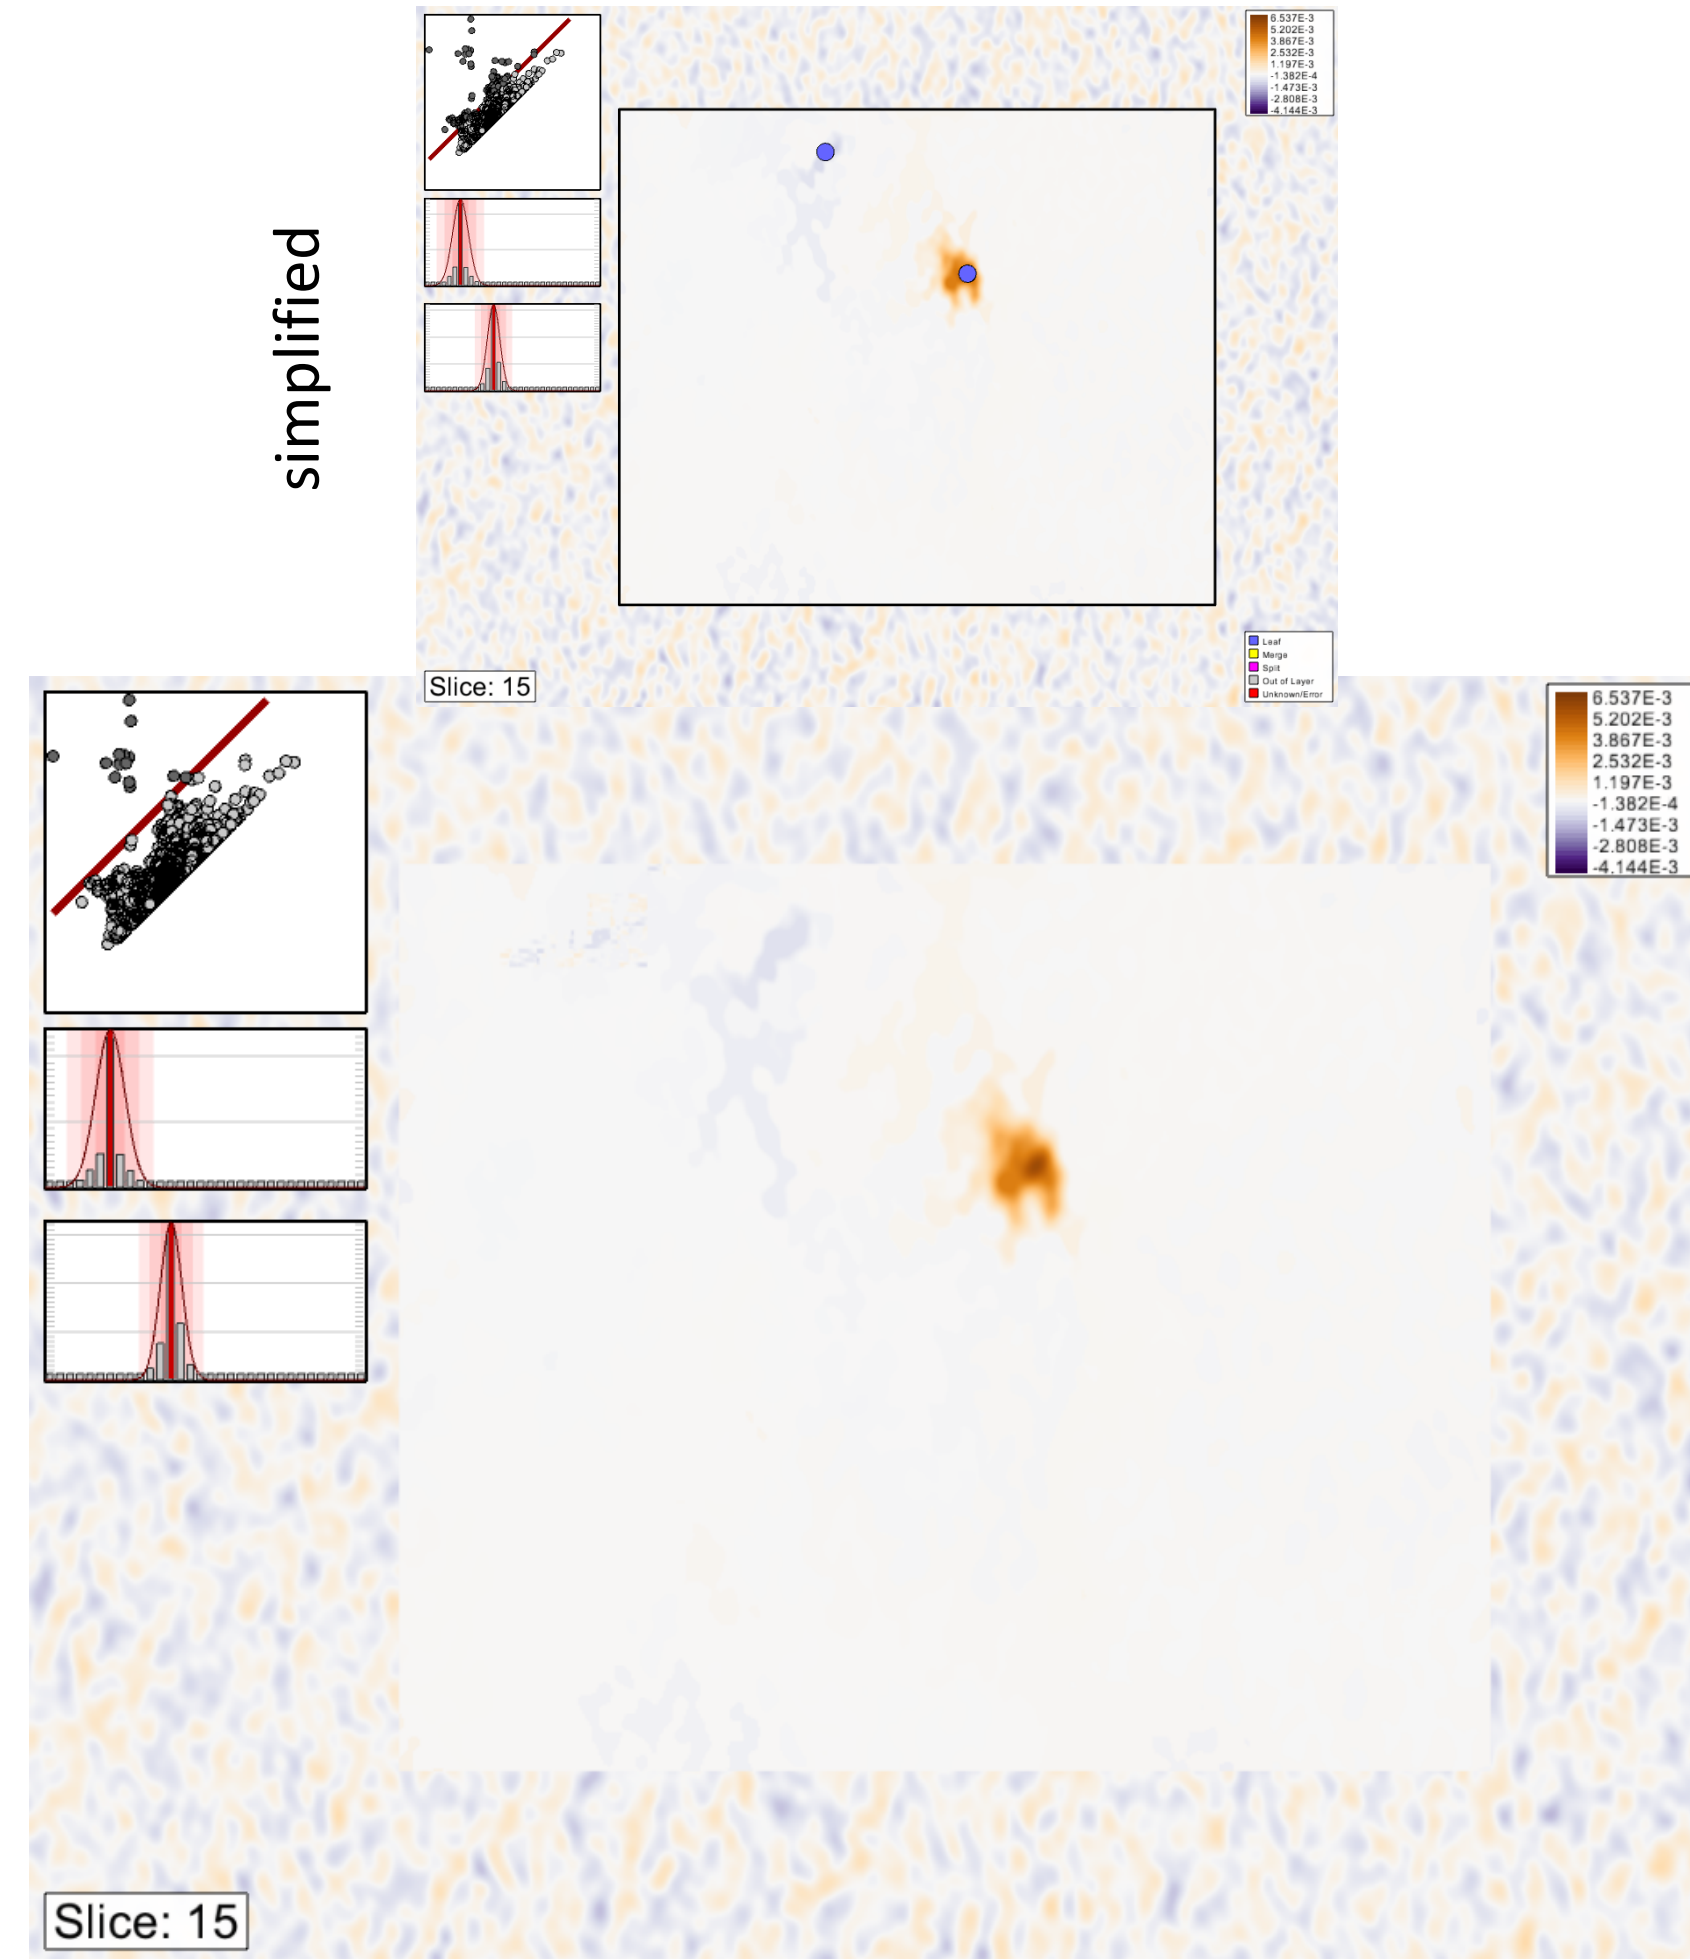 simplified
6.537E-3
5.202E-3
3.867E-3
2.532E-3
1.197E-3
-1.382E-4
-1.473E-3
-2.808E-3
-4.144E-3
Leaf
Merge
Split
Out of Layer
Unknown/Error
Slice: 15
6.537E-3
5.202E-3
3.867E-3
2.532E-3
1.197E-3
-1.382E-4
-1.473E-3
-2.808E-3
-4.144E-3
Slice: 15